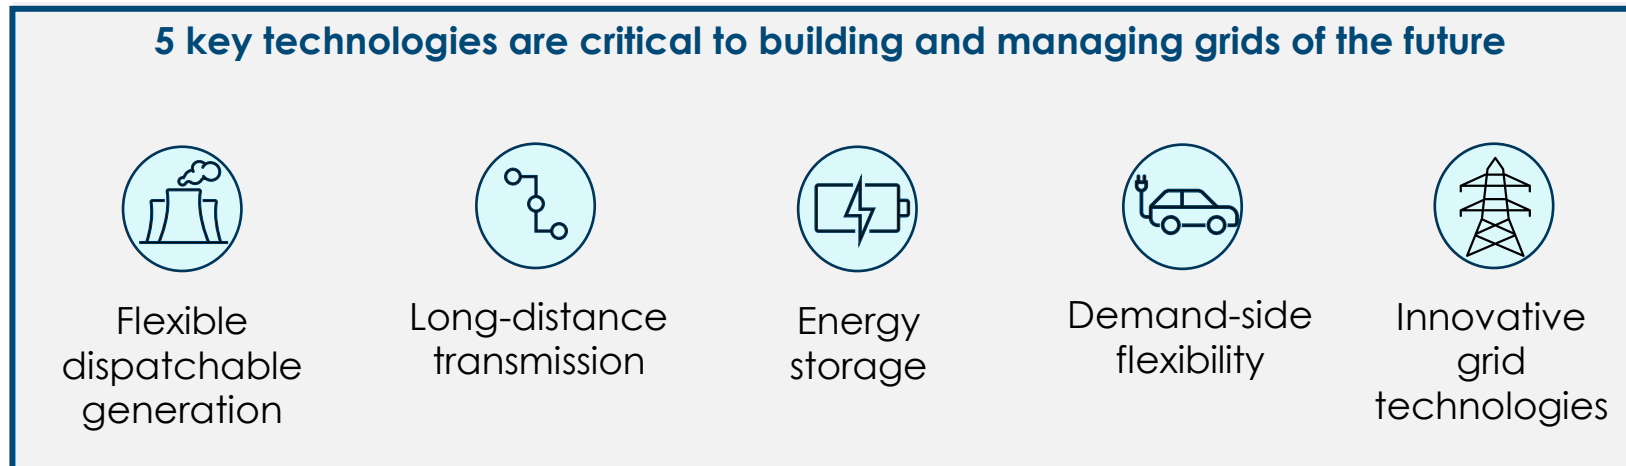 5 key technologies are critical to building and managing grids of the future
Flexible
dispatchable
generation
Long-distance
transmission
Energy
storage
Demand-side
flexibility
Innovative
grid
technologies